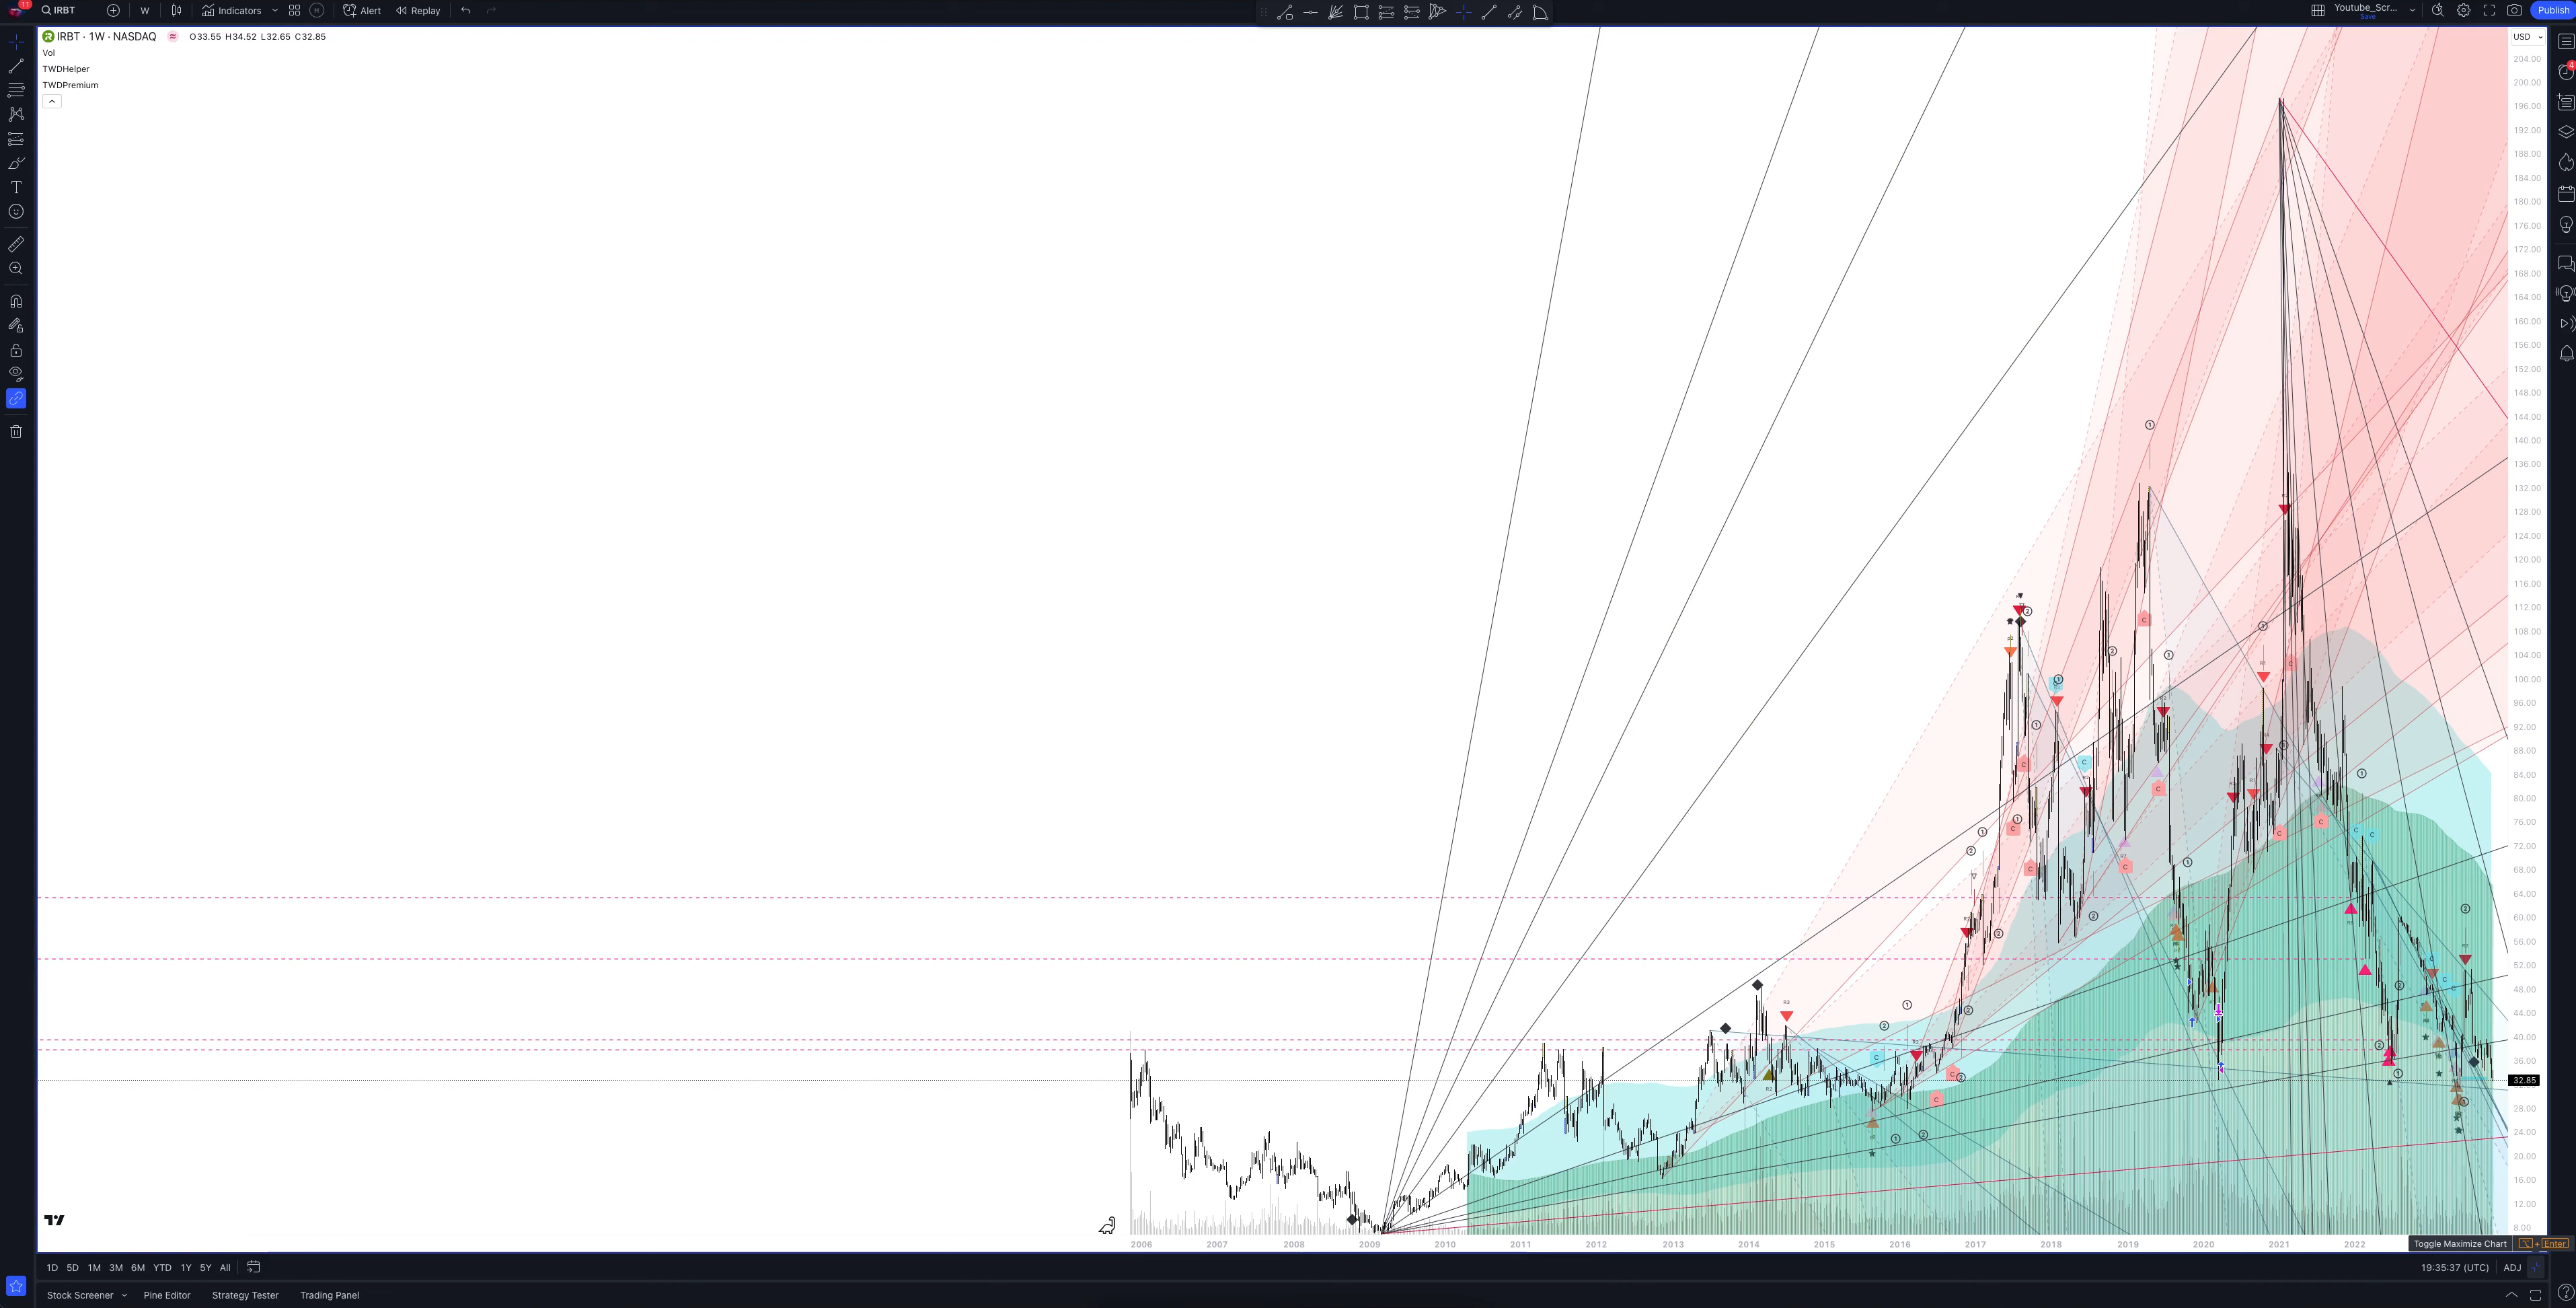 11
IRBT
W
Indicators
Alert
Replay
Youtube_Scr...
Save
Publish
IRBT · 1W · NASDAQ
O33.55 H34.52 L32.65 C32.85
USD
Vol
TWDHelper
TWDPremium
4
204.00
200.00
196.00
192.00
188.00
184.00
180.00
176.00
172.00
168.00
164.00
160.00
156.00
152.00
148.00
144.00
140.00
136.00
132.00
128.00
124.00
120.00
116.00
112.00
108.00
104.00
100.00
96.00
92.00
88.00
84.00
80.00
76.00
72.00
68.00
64.00
60.00
56.00
52.00
48.00
44.00
40.00
36.00
32.85
28.00
24.00
20.00
16.00
12.00
8.00
2006 2007 2008 2009 2010 2011 2012 2013 2014 2015 2016 2017 2018 2019 2020 2021 2022
Toggle Maximize Chart
+ Enter
1D 5D 1M 3M 6M YTD 1Y 5Y All
19:35:37 (UTC)
ADJ
Stock Screener
Pine Editor
Strategy Tester
Trading Panel